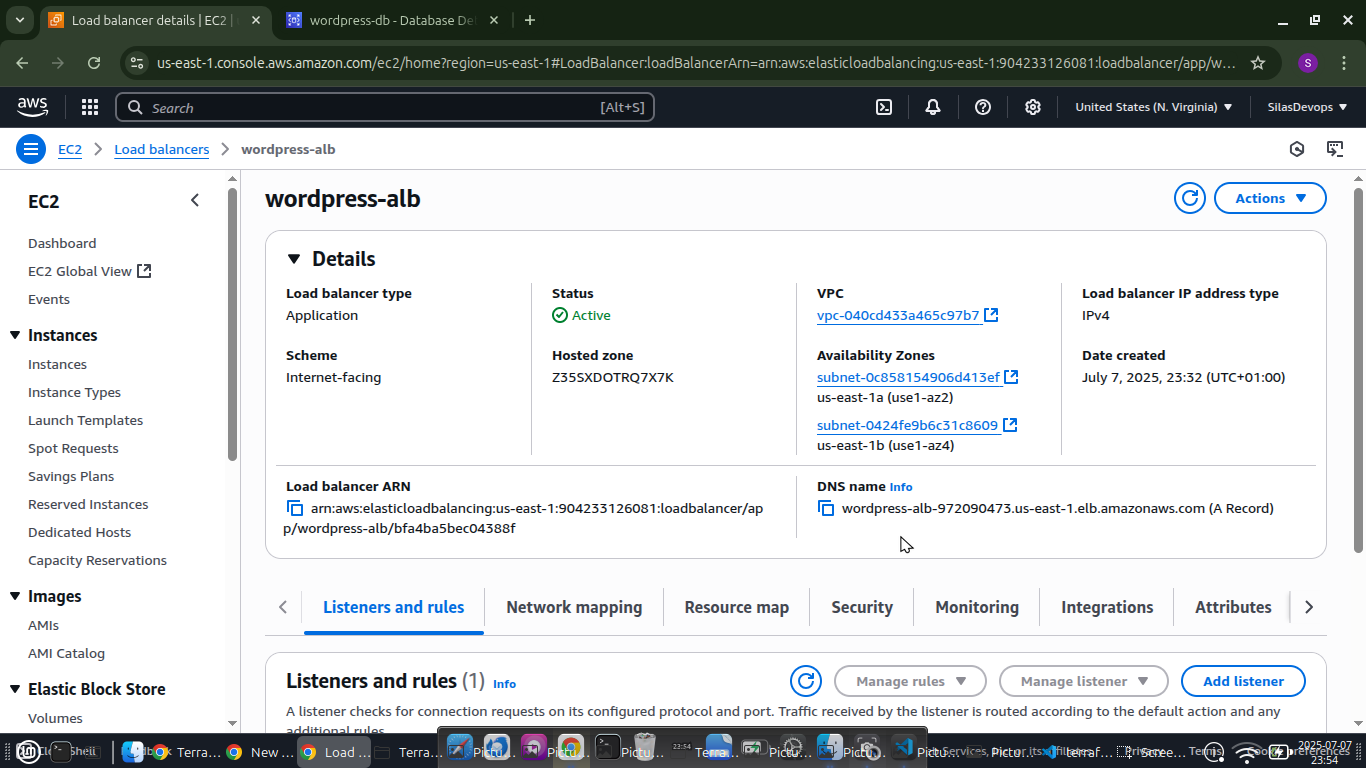 Load balancer details | EC2 |
wordpress-db - Database De
us-east-1.console.aws.amazon.com/ec2/home?region=us-east-1#LoadBalancer:loadBalancerArn=arn:aws:elasticloadbalancing:us-east-1:904233126081:loadbalancer/app/w...
S
aws
Search
[Alt+S]
United States (N. Virginia)
SilasDevops
EC2
Load balancers
wordpress-alb
EC2
Dashboard
EC2 Global View
Events
Instances
Instances
Instance Types
Launch Templates
Spot Requests
Savings Plans
Reserved Instances
Dedicated Hosts
Capacity Reservations
Images
AMIs
AMI Catalog
Elastic Block Store
Volumes
wordpress-alb
Actions
Details
Load balancer type
Application
Status
Active
VPC
vpc-040cd433a465c97b7
Load balancer IP address type
IPv4
Scheme
Internet-facing
Hosted zone
Z35SXDOTRQ7X7K
Availability Zones
subnet-0c858154906d413ef
us-east-1a (use1-az2)
subnet-0424fe9b6c31c8609
us-east-1b (use1-az4)
Date created
July 7, 2025, 23:32 (UTC+01:00)
Load balancer ARN
arn:aws:elasticloadbalancing:us-east-1:904233126081:loadbalancer/ap
p/wordpress-alb/bfa4ba5bec04388f
DNS name Info
wordpress-alb-972090473.us-east-1.elb.amazonaws.com (A Record)
Listeners and rules
Network mapping
Resource map
Security
Monitoring
Integrations
Attributes
Listeners and rules (1) Info
Manage rules
Manage listener
Add listener
A listener checks for connection requests on its configured protocol and port. Traffic received by the listener is routed according to the default action and any
additional rules.
Terra...
New ...
Load ...
Terra...
23:54
Pictu...
terraf...
Scree...
2025-07-07
23:54